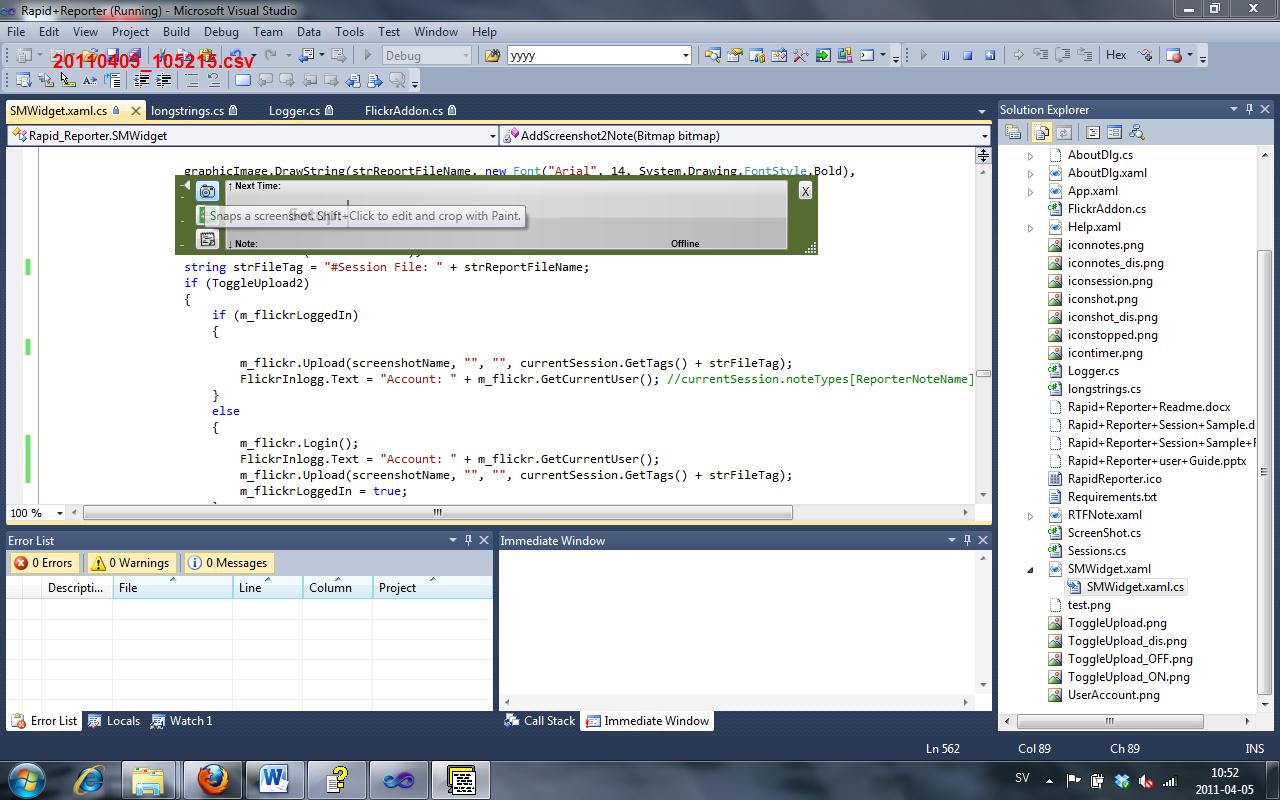 Rapid+Reporter (Running) - Microsoft Visual Studio
File Edit View Project Build Debug Team Data Tools Test Window Help
20110405_105215.csv
Debug
yyyy
Hex
SMWidget.xaml.cs longstrings.cs Logger.cs FlickrAddon.cs
Rapid_Reporter.SMWidget AddScreenshot2Note(Bitmap bitmap)
graphicImage.DrawString(strReportFileName, new Font("Arial", 14, System.Drawing.FontStyle.Bold),
↑ Next Time:
X
Snaps a screenshot. Shift+Click to edit and crop with Paint.
↓ Note: Offline
string strFileTag = "#Session File: " + strReportFileName;
if (ToggleUpload2)
{
if (m_flickrLoggedIn)
{
m_flickr.Upload(screenshotName, "", "", currentSession.GetTags() + strFileTag);
FlickrInlogg.Text = "Account: " + m_flickr.GetCurrentUser(); //currentSession.noteTypes[ReporterNoteName]
}
else
{
m_flickr.Login();
FlickrInlogg.Text = "Account: " + m_flickr.GetCurrentUser();
m_flickr.Upload(screenshotName, "", "", currentSession.GetTags() + strFileTag);
m_flickrLoggedIn = true;
100 %
Error List
0 Errors 0 Warnings 0 Messages
Descripti... File Line Column Project
Error List Locals Watch 1
Immediate Window
Call Stack Immediate Window
Solution Explorer
AboutDlg.cs
AboutDlg.xaml
App.xaml
FlickrAddon.cs
Help.xaml
iconnotes.png
iconnotes_dis.png
iconsession.png
iconshot.png
iconshot_dis.png
iconstopped.png
icontimer.png
Logger.cs
longstrings.cs
Rapid+Reporter+Readme.docx
Rapid+Reporter+Session+Sample.d
Rapid+Reporter+Session+Sample+F
Rapid+Reporter+user+Guide.pptx
RapidReporter.ico
Requirements.txt
RTFNote.xaml
ScreenShot.cs
Sessions.cs
SMWidget.xaml
SMWidget.xaml.cs
test.png
ToggleUpload.png
ToggleUpload_dis.png
ToggleUpload_OFF.png
ToggleUpload_ON.png
UserAccount.png
Ln 562 Col 89 Ch 89 INS
SV
10:52
2011-04-05